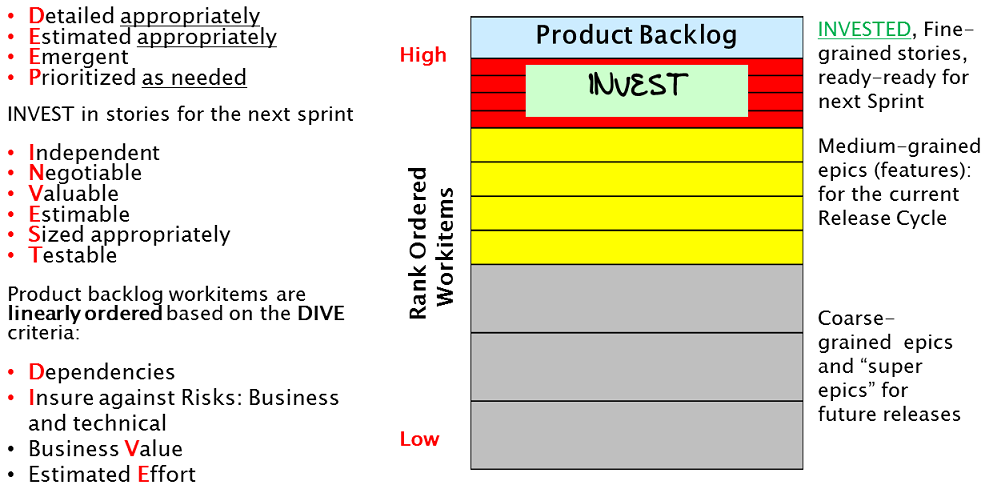 Detailed appropriately
Estimated appropriately
Emergent
Prioritized as needed
INVEST in stories for the next sprint
Independent
Negotiable
Valuable
Estimable
Sized appropriately
Testable
Product backlog workitems are
linearly ordered based on the DIVE
criteria:
Dependencies
Insure against Risks: Business
and technical
Business Value
Estimated Effort
High
Rank Ordered
Workitems
Low
Product Backlog
INVEST
INVESTED, Fine-
grained stories,
ready-ready for
next Sprint
Medium-grained
epics (features):
for the current
Release Cycle
Coarse-
grained epics
and “super
epics” for
future releases